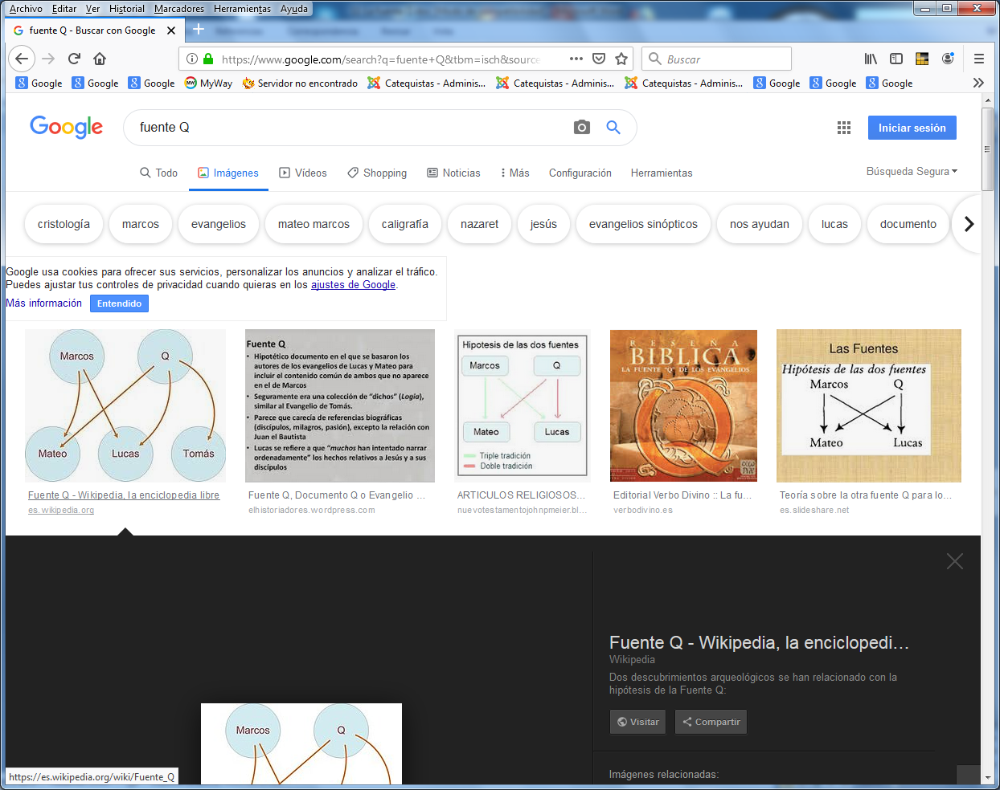 Archivo Editar Ver Historial Marcadores Herramientas Ayuda
fuente Q - Buscar con Google
https://www.google.com/search?q=fuente+Q&tbm=isch&source
Buscar
Google Google Google MyWay Servidor no encontrado Catequistas - Adminis... Catequistas - Adminis... Catequistas - Adminis... Google Google Google
Google
fuente Q
Iniciar sesión
Todo Imágenes Vídeos Shopping Noticias Más Configuración Herramientas
Búsqueda Segura
cristología marcos evangelios mateo marcos caligrafía nazaret jesús evangelios sinópticos nos ayudan lucas documento
Google usa cookies para ofrecer sus servicios, personalizar los anuncios y analizar el tráfico.
Puedes ajustar tus controles de privacidad cuando quieras en los ajustes de Google.
Más información Entendido
Marcos Q
Mateo Lucas Tomás
Fuente Q - Wikipedia, la enciclopedia libre
es.wikipedia.org
Fuente Q
• Hipotético documento en el que se basaron los
autores de los evangelios de Lucas y Mateo para
incluir el contenido común de ambos que no aparece
en el de Marcos
• Seguramente era una colección de “dichos” (Logia),
similar al Evangelio de Tomás.
• Parece que carecía de referencias biográficas
(discípulos, milagros, pasión), excepto la relación con
Juan el Bautista
• Lucas se refiere a que “muchos han intentado narrar
ordenadamente” los hechos relativos a Jesús y a sus
discípulos
Fuente Q, Documento Q o Evangelio ...
elhistoriadores.wordpress.com
Hipotesis de las dos fuentes
Marcos Q
Mateo Lucas
Triple tradición
Doble tradición
ARTICULOS RELIGIOSOS...
nuevotestamentojohnpmeier.bl...
RESEÑA
BIBLICA
LA FUENTE "Q" DE LOS EVANGELIOS
Editorial Verbo Divino :: La fu...
verbodivino.es
Las Fuentes
Hipótesis de las dos fuentes
Marcos Q
Mateo Lucas
Teoría sobre la otra fuente Q para lo...
es.slideshare.net
Fuente Q - Wikipedia, la enciclopedi...
Wikipedia
Dos descubrimientos arqueológicos se han relacionado con la
hipótesis de la Fuente Q:
Visitar Compartir
Marcos Q
Imágenes relacionadas:
https://es.wikipedia.org/wiki/Fuente_Q